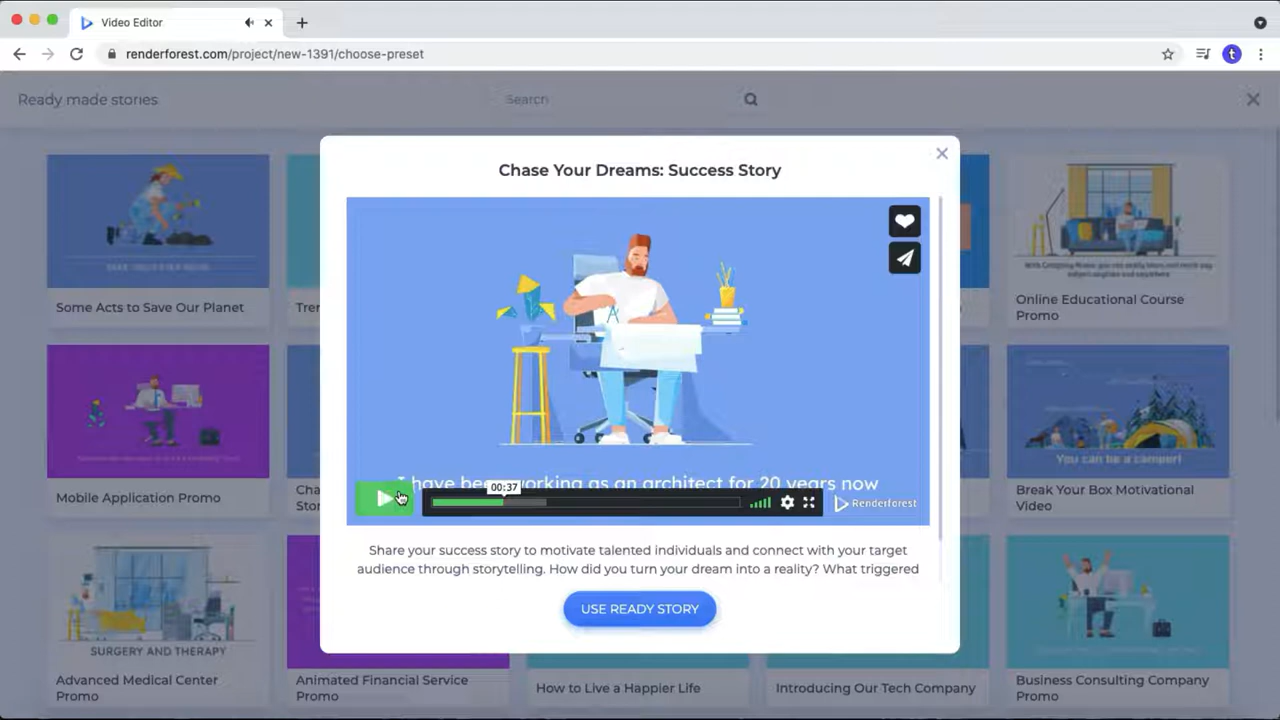 Video Editor
renderforest.com/project/new-1391/choose-preset
t
Ready made stories
Search
Chase Your Dreams: Success Story
I have been working as an architect for 20 years now
00:37
Renderforest
Share your success story to motivate talented individuals and connect with your target
audience through storytelling. How did you turn your dream into a reality? What triggered
USE READY STORY
Some Acts to Save Our Planet
Online Educational Course
Promo
Mobile Application Promo
You can be a camper!
Break Your Box Motivational
Video
SURGERY AND THERAPY
Advanced Medical Center
Promo
Animated Financial Service
Promo
How to Live a Happier Life
Introducing Our Tech Company
Business Consulting Company
Promo